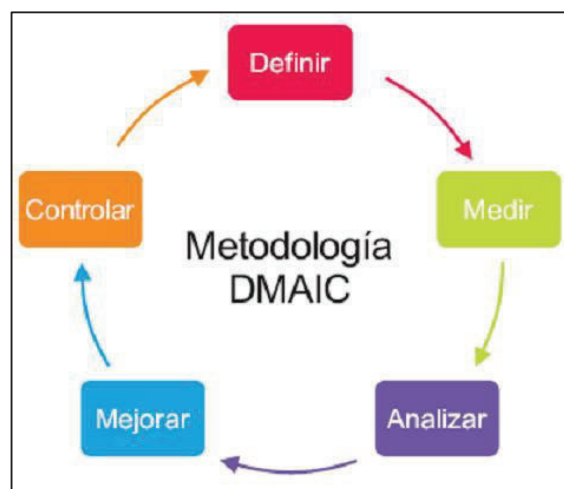 Definir
Medir
Analizar
Mejorar
Controlar
Metodología
DMAIC